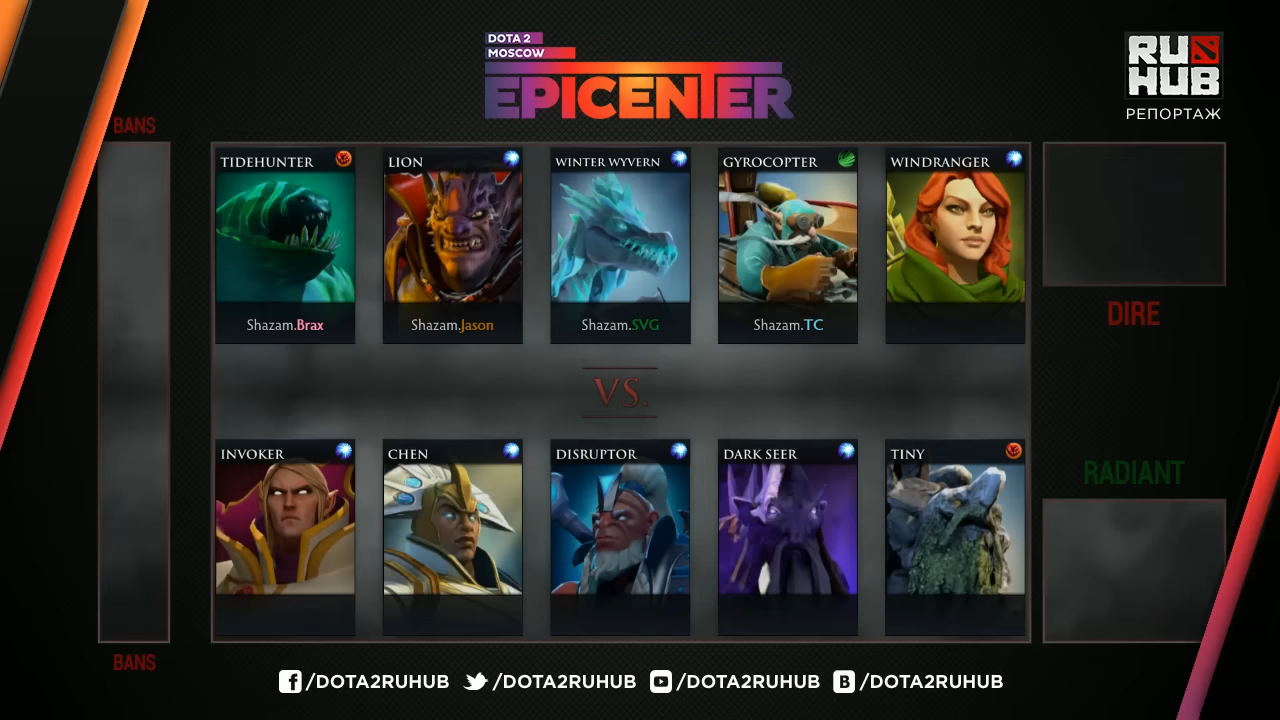 DOTA 2
MOSCOW
EPICENTER
RU
HUB
РЕПОРТАЖ
BANS
TIDEHUNTER
LION
WINTER WYVERN
GYROCOPTER
WINDRANGER
Shazam.Brax
Shazam.Jason
Shazam.SVG
Shazam.TC
DIRE
VS.
INVOKER
CHEN
DISRUPTOR
DARK SEER
TINY
RADIANT
BANS
/DOTA2RUHUB
/DOTA2RUHUB
/DOTA2RUHUB
/DOTA2RUHUB